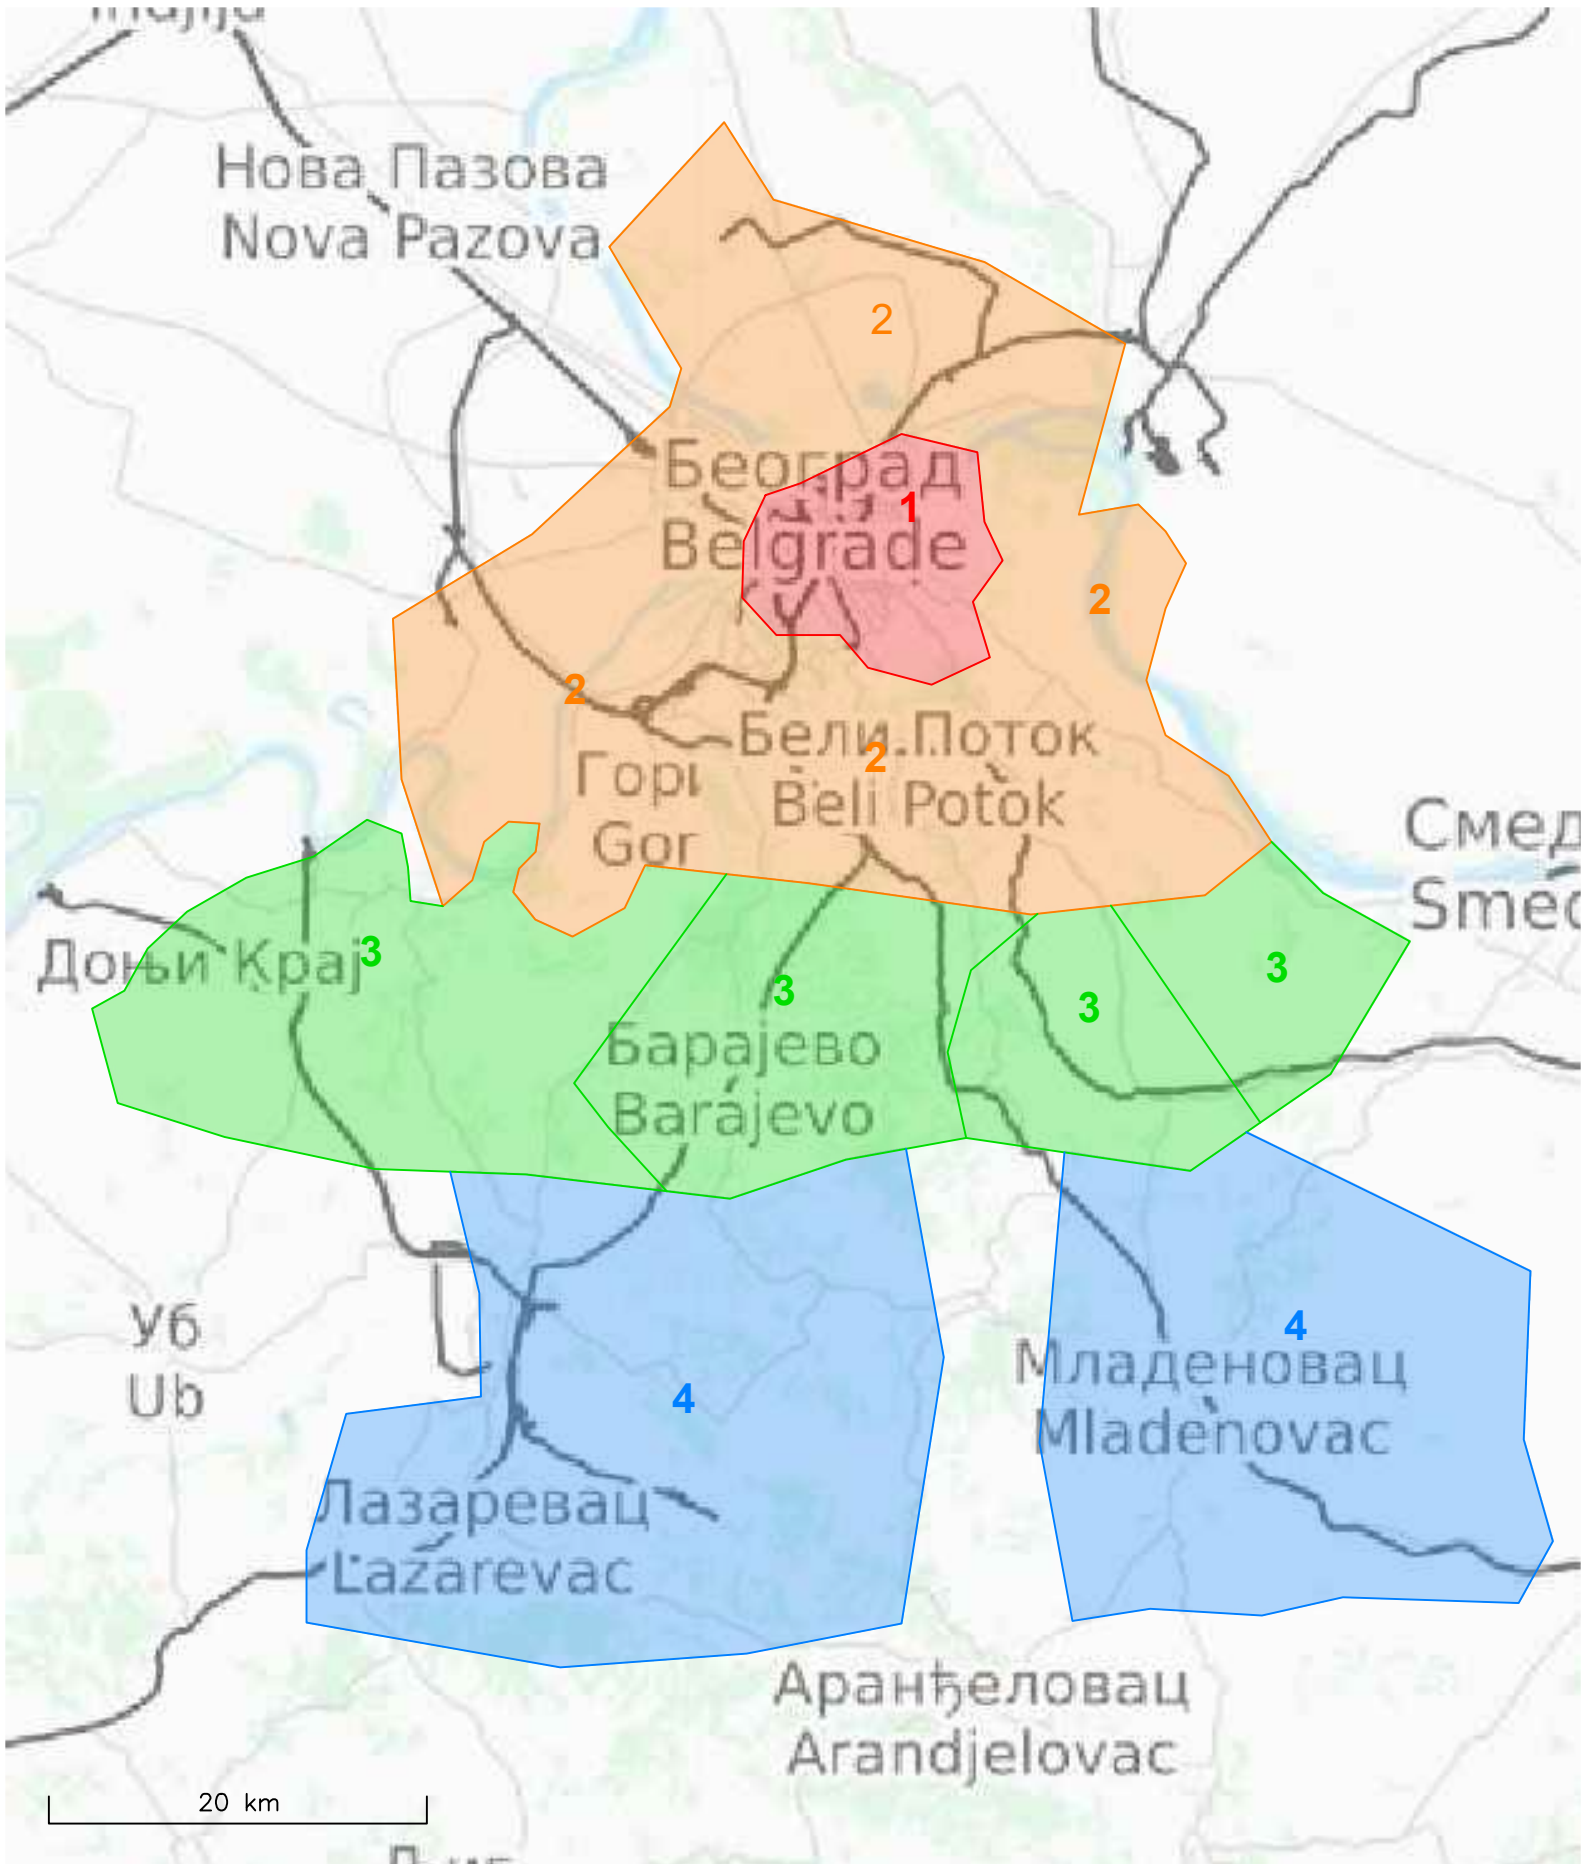 Нова Пазова
Nova Pazova
2
Београд
1
Belgrade
2
2
Бели Поток
2
Beli Potok
Гор
Gor
Смед
Smed
3
Доњи Крај
3
3
3
Барајево
Barajevo
Уб
Ub
4
Младеновац
Mladenovac
4
Лазаревац
Lazarevac
Аранђеловац
Arandjelovac
20 km